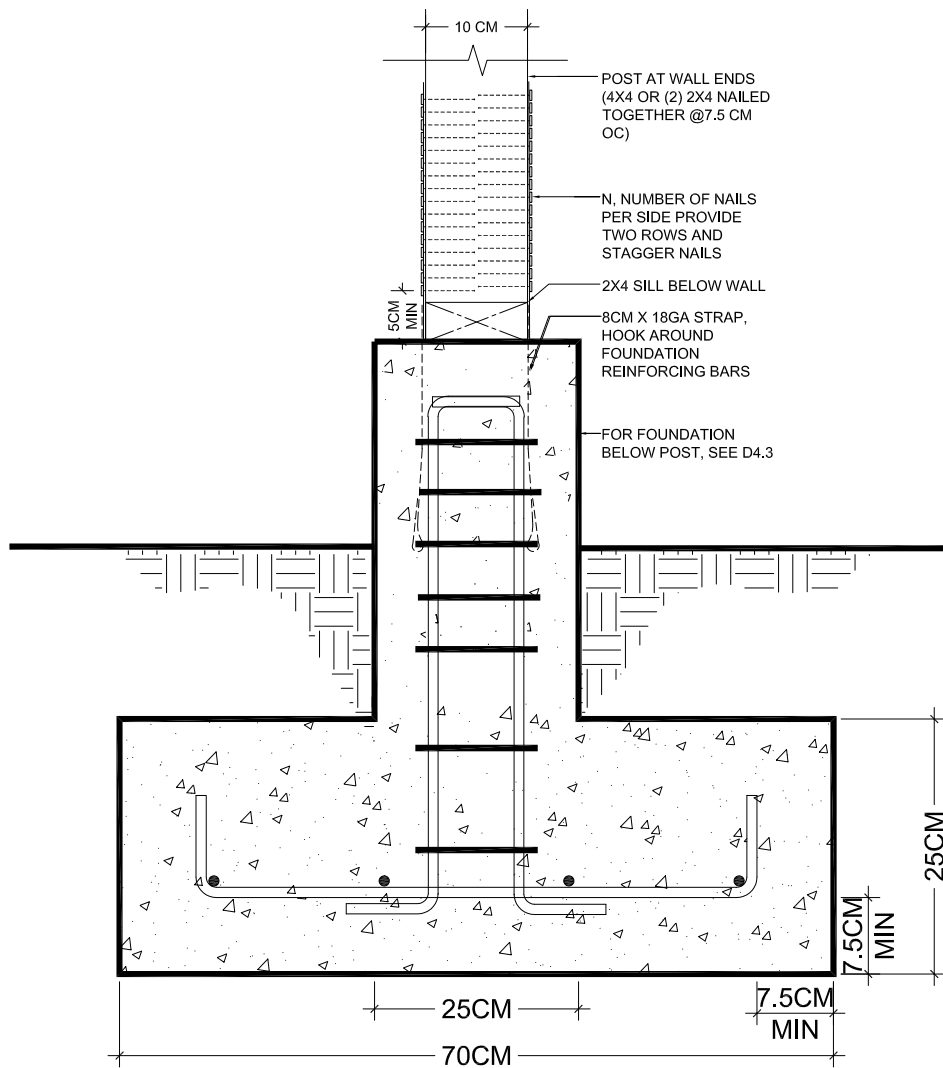 10 CM
POST AT WALL ENDS
(4X4 OR (2) 2X4 NAILED
TOGETHER @7.5 CM
OC)
N, NUMBER OF NAILS
PER SIDE PROVIDE
TWO ROWS AND
STAGGER NAILS
2X4 SILL BELOW WALL
5CM
MIN
8CM X 18GA STRAP,
HOOK AROUND
FOUNDATION
REINFORCING BARS
FOR FOUNDATION
BELOW POST, SEE D4.3
25CM
7.5CM
MIN
7.5CM
MIN
25CM
70CM